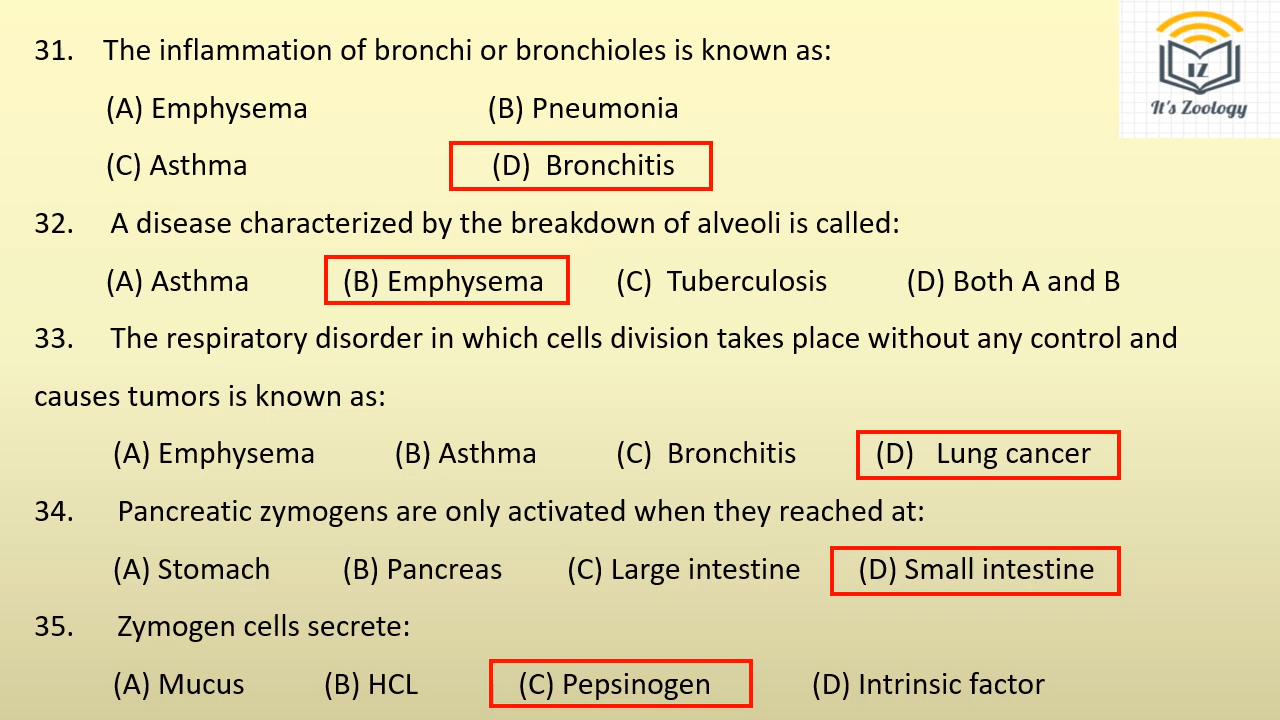 31. The inflammation of bronchi or bronchioles is known as:
(A) Emphysema (B) Pneumonia
(C) Asthma (D) Bronchitis
32. A disease characterized by the breakdown of alveoli is called:
(A) Asthma (B) Emphysema (C) Tuberculosis (D) Both A and B
33. The respiratory disorder in which cells division takes place without any control and
causes tumors is known as:
(A) Emphysema (B) Asthma (C) Bronchitis (D) Lung cancer
34. Pancreatic zymogens are only activated when they reached at:
(A) Stomach (B) Pancreas (C) Large intestine (D) Small intestine
35. Zymogen cells secrete:
(A) Mucus (B) HCL (C) Pepsinogen (D) Intrinsic factor
IZ
It's Zoology